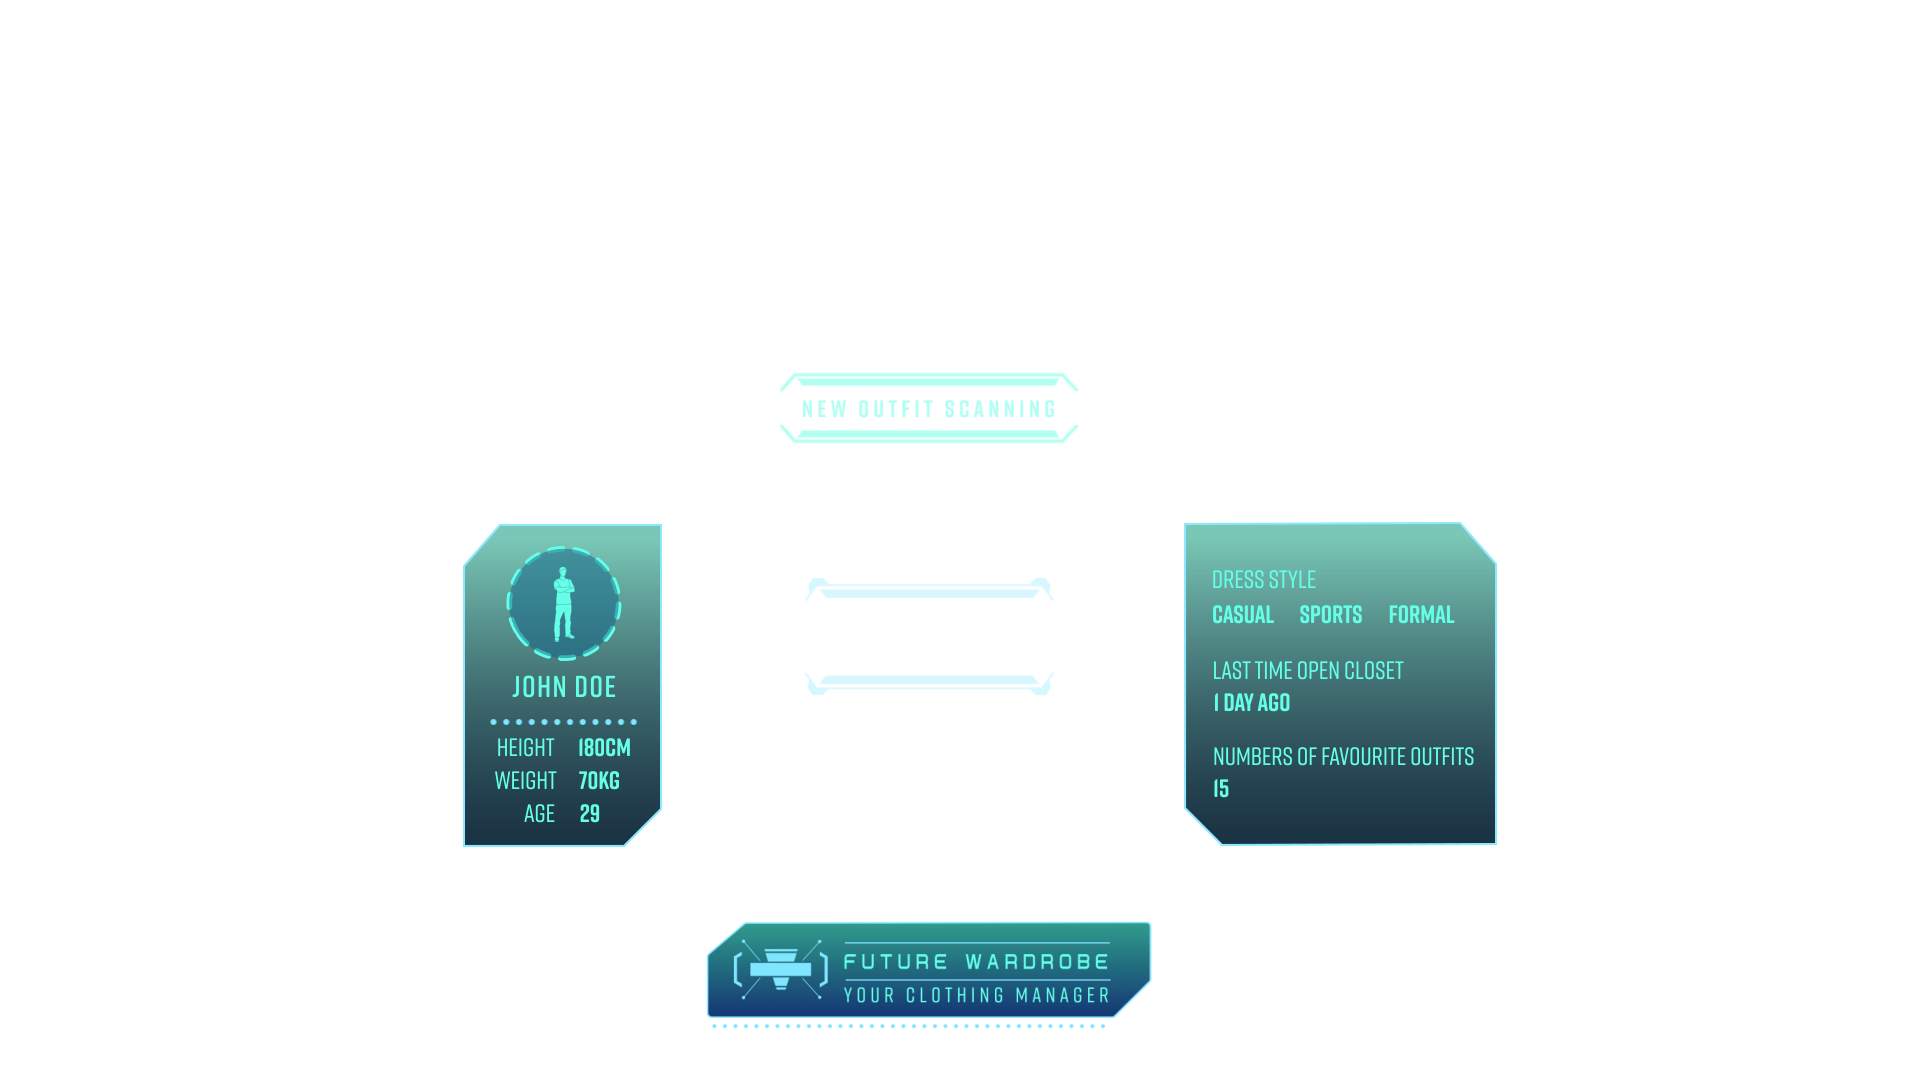 NEW OUTFIT SCANNING
JOHN DOE
HEIGHT 180CM
WEIGHT 70KG
AGE 29
DRESS STYLE
CASUAL SPORTS FORMAL
LAST TIME OPEN CLOSET
1 DAY AGO
NUMBERS OF FAVOURITE OUTFITS
15
FUTURE WARDROBE
YOUR CLOTHING MANAGER